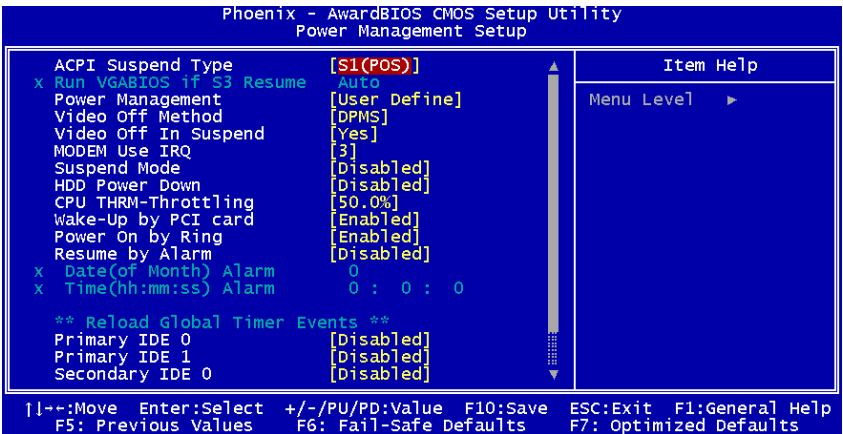 Phoenix - AwardBIOS CMOS Setup Utility
Power Management Setup
ACPI Suspend Type [S1(POS)]
x Run VGABIOS if S3 Resume Auto
Power Management [User Define]
Video Off Method [DPMS]
Video Off In Suspend [Yes]
MODEM Use IRQ [3]
Suspend Mode [Disabled]
HDD Power Down [Disabled]
CPU THRM-Throttling [50.0%]
Wake-Up by PCI card [Enabled]
Power On by Ring [Enabled]
Resume by Alarm [Disabled]
x Date(of Month) Alarm 0
x Time(hh:mm:ss) Alarm 0 : 0 : 0
** Reload Global Timer Events **
Primary IDE 0 [Disabled]
Primary IDE 1 [Disabled]
Secondary IDE 0 [Disabled]
Item Help
Menu Level ►
↑↓→←:Move Enter:Select +/-/PU/PD:Value F10:Save ESC:Exit F1:General Help
F5: Previous Values F6: Fail-Safe Defaults F7: Optimized Defaults